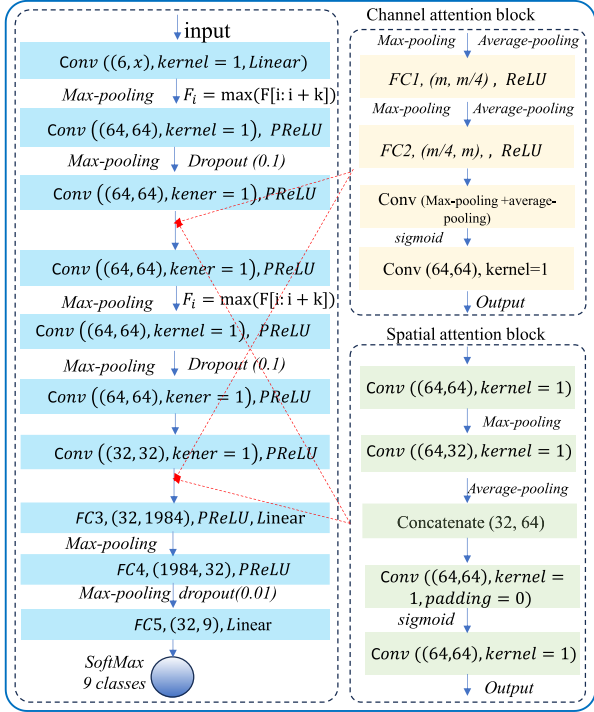 input
Conv ((6, x), kernel = 1, Linear)
Max-pooling F_i = max(F[i: i + k])
Conv ((64, 64), kernel = 1), PReLU
Max-pooling Dropout (0.1)
Conv ((64, 64), kener = 1), PReLU
Conv ((64, 64), kener = 1), PReLU
Max-pooling F_i = max(F[i: i + k])
Conv ((64, 64), kernel = 1), PReLU
Max-pooling Dropout (0.1)
Conv ((64, 64), kener = 1), PReLU
Conv ((32, 32), kener = 1), PReLU
FC3, (32, 1984), PReLU, Linear
Max-pooling
FC4, (1984, 32), PReLU
Max-pooling dropout(0.01)
FC5, (32, 9), Linear
SoftMax
9 classes
Channel attention block
Max-pooling Average-pooling
FC1, (m, m/4) , ReLU
Max-pooling Average-pooling
FC2, (m/4, m), , ReLU
Conv (Max-pooling +average-
pooling)
sigmoid
Conv (64,64), kernel=1
Output
Spatial attention block
Conv ((64,64), kernel = 1)
Max-pooling
Conv ((64,32), kernel = 1)
Average-pooling
Concatenate (32, 64)
Conv ((64,64), kernel =
1, padding = 0)
sigmoid
Conv ((64,64), kernel = 1)
Output